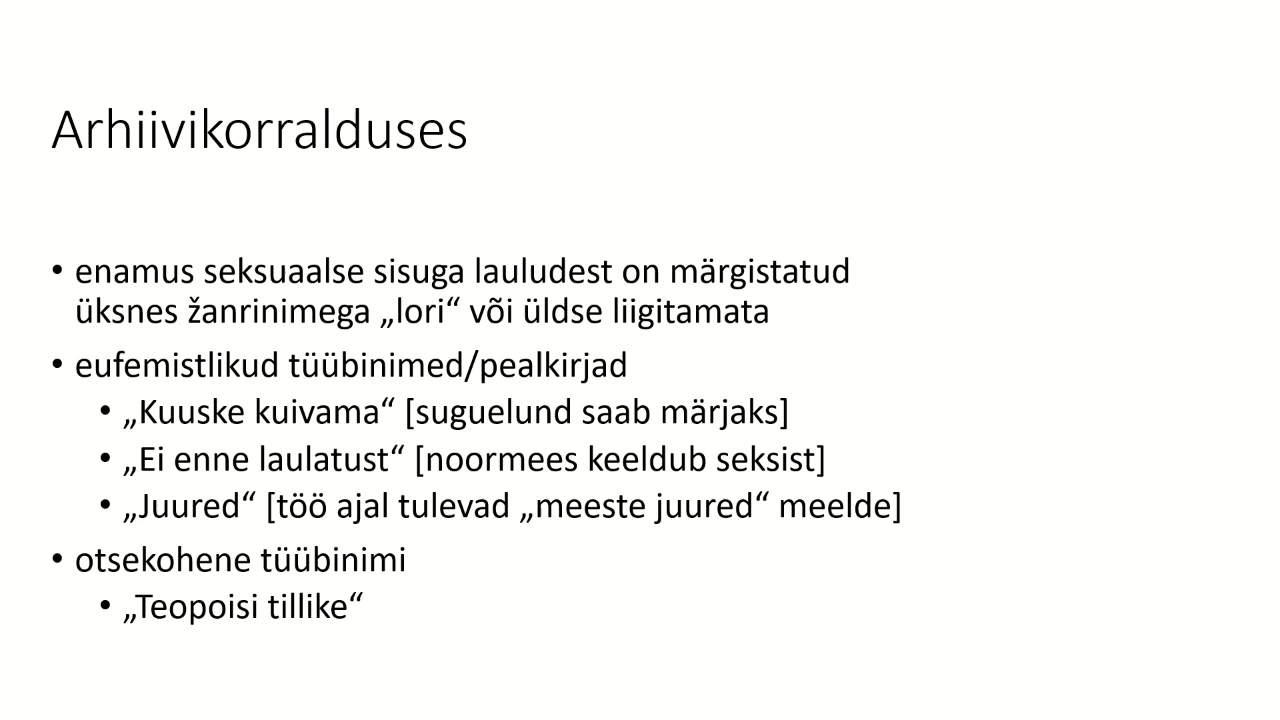 Arhiivikorralduses
• enamus seksuaalse sisuga lauludest on märgistatud
üksnes žanrinimega „lori“ või üldse liigitamata
• eufemistlikud tüübinimed/pealkirjad
• „Kuuske kuivama“ [suguelund saab märjaks]
• „Ei enne laulatust“ [noormees keeldub seksist]
• „Juured“ [töö ajal tulevad „meeste juured“ meelde]
• otsekohene tüübinimi
• „Teopoisi tillike“